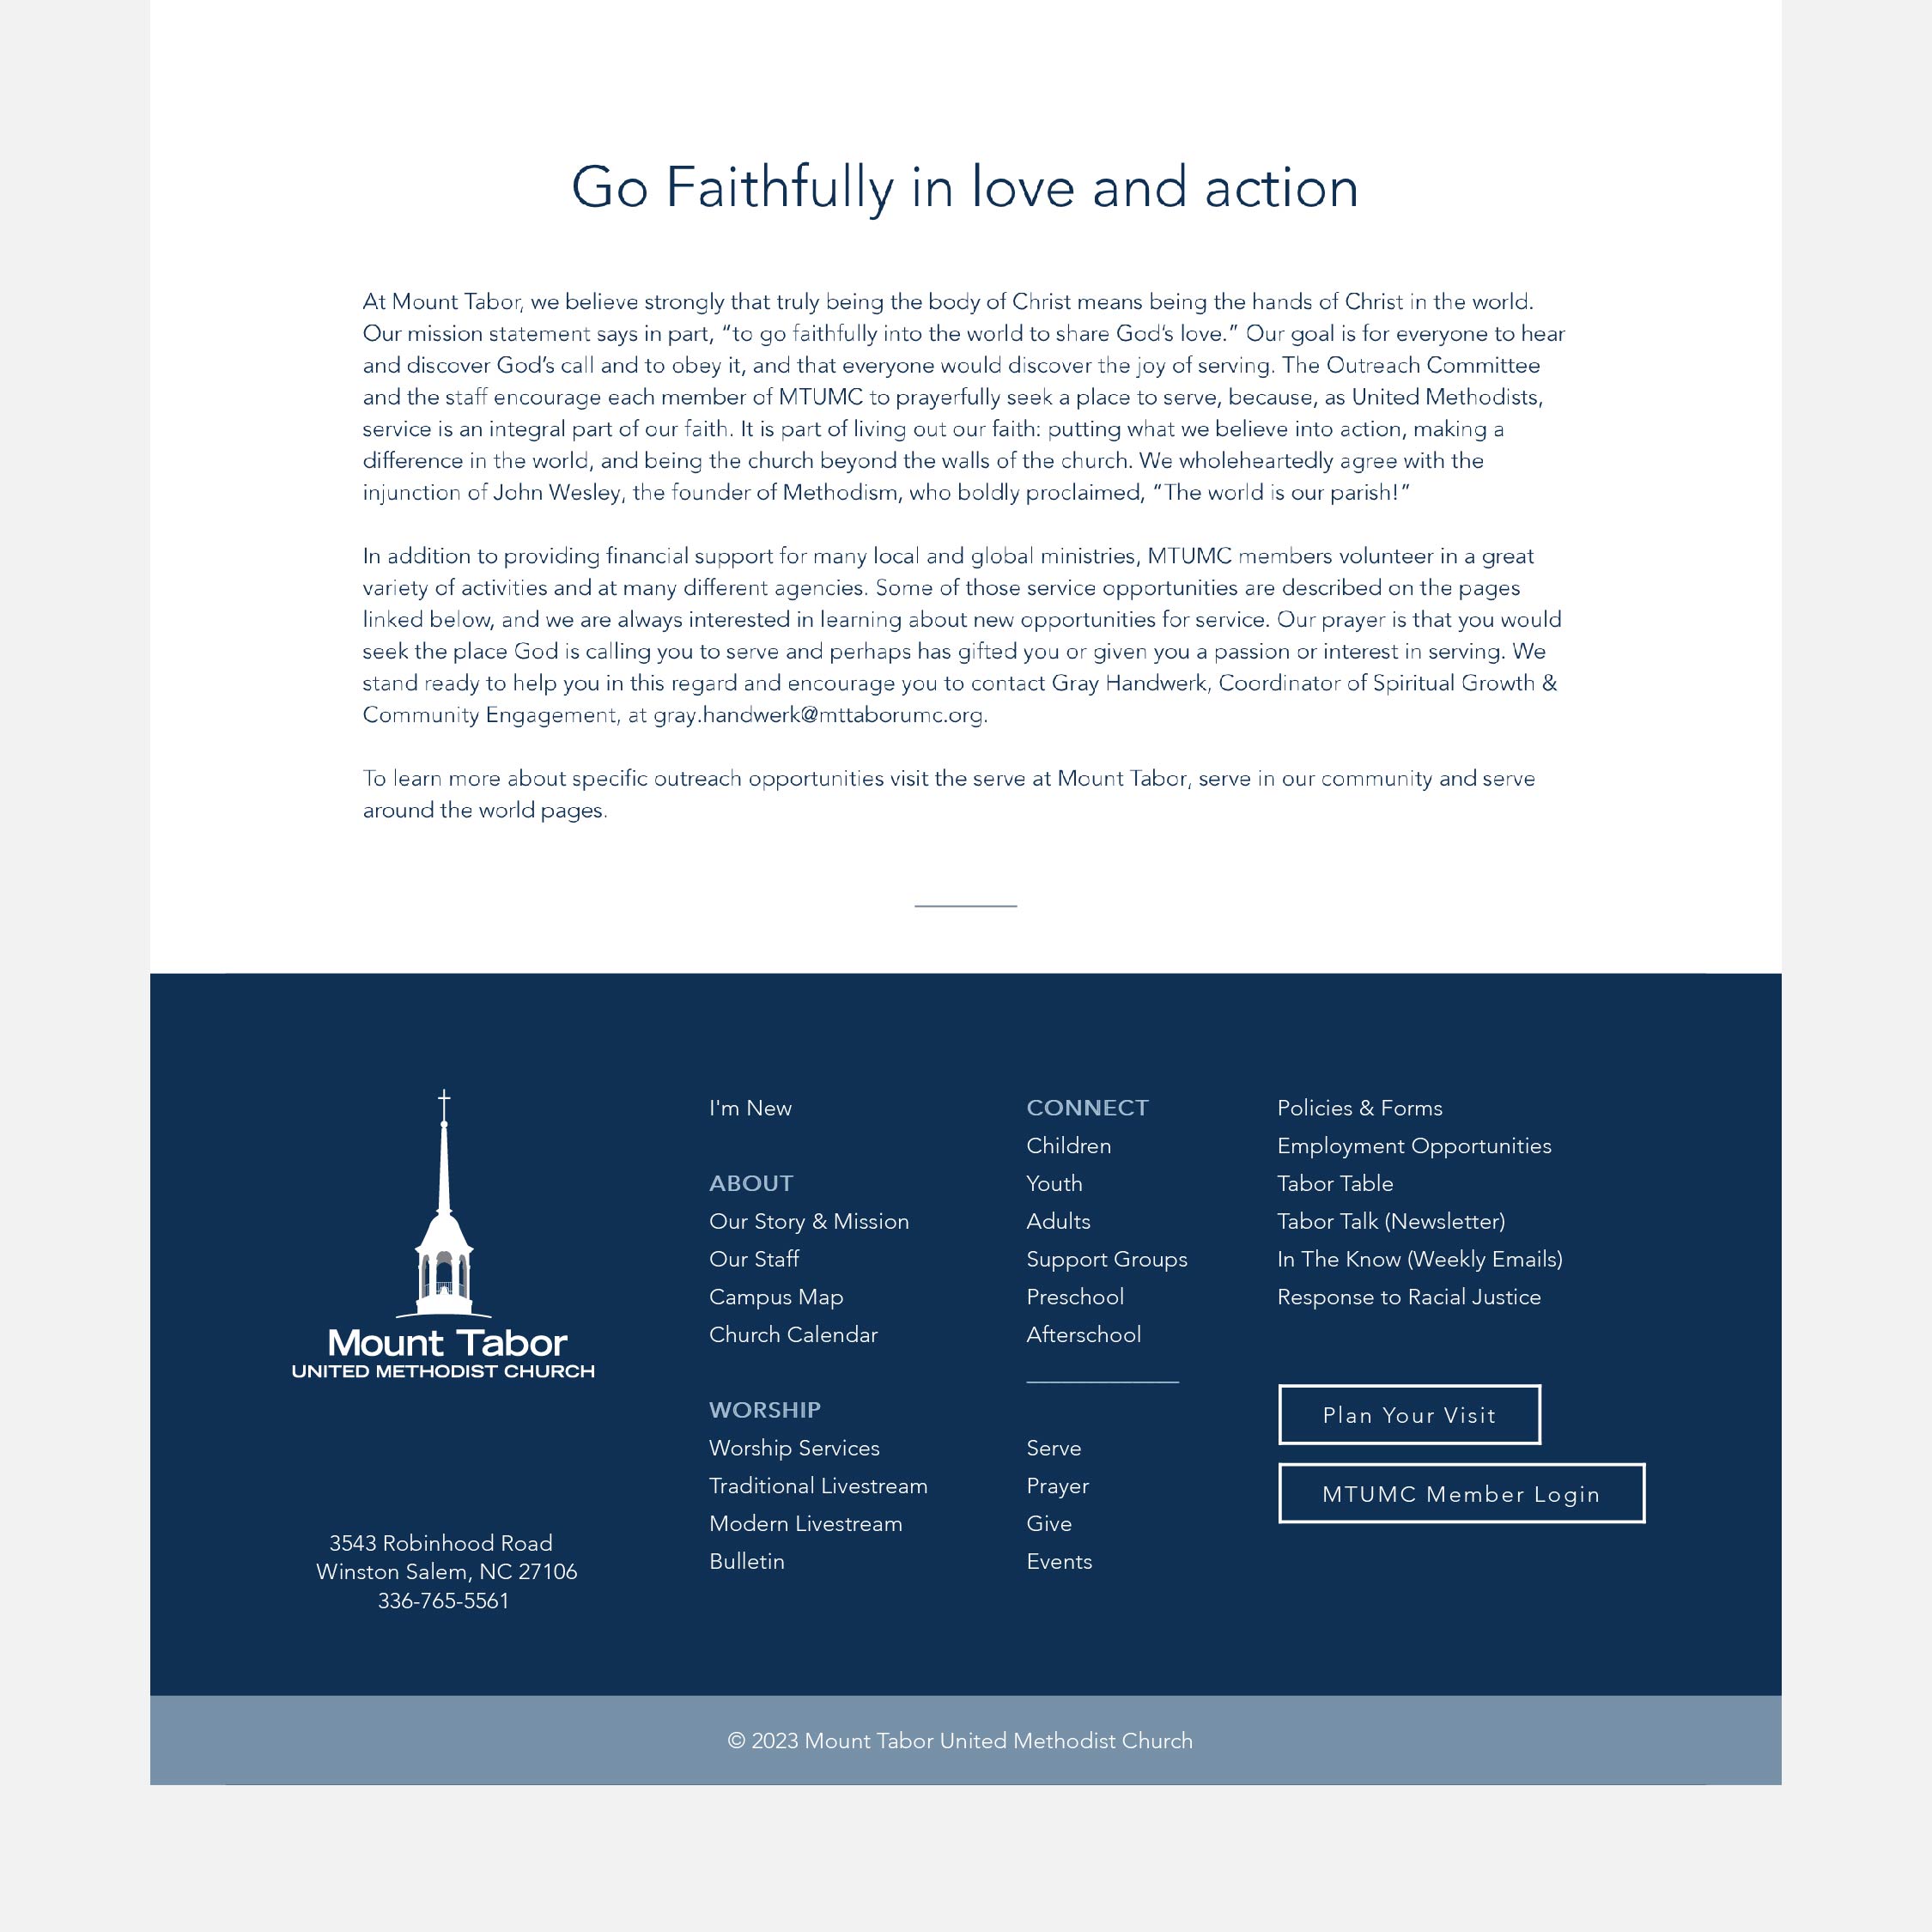 Go Faithfully in love and action
At Mount Tabor, we believe strongly that truly being the body of Christ means being the hands of Christ in the world.
Our mission statement says in part, “to go faithfully into the world to share God’s love.” Our goal is for everyone to hear
and discover God’s call and to obey it, and that everyone would discover the joy of serving. The Outreach Committee
and the staff encourage each member of MTUMC to prayerfully seek a place to serve, because, as United Methodists,
service is an integral part of our faith. It is part of living out our faith: putting what we believe into action, making a
difference in the world, and being the church beyond the walls of the church. We wholeheartedly agree with the
injunction of John Wesley, the founder of Methodism, who boldly proclaimed, “The world is our parish!”
In addition to providing financial support for many local and global ministries, MTUMC members volunteer in a great
variety of activities and at many different agencies. Some of those service opportunities are described on the pages
linked below, and we are always interested in learning about new opportunities for service. Our prayer is that you would
seek the place God is calling you to serve and perhaps has gifted you or given you a passion or interest in serving. We
stand ready to help you in this regard and encourage you to contact Gray Handwerk, Coordinator of Spiritual Growth &
Community Engagement, at gray.handwerk@mttaborumc.org.
To learn more about specific outreach opportunities visit the serve at Mount Tabor, serve in our community and serve
around the world pages.
Mount Tabor
UNITED METHODIST CHURCH
3543 Robinhood Road
Winston Salem, NC 27106
336-765-5561
I'm New
ABOUT
Our Story & Mission
Our Staff
Campus Map
Church Calendar
WORSHIP
Worship Services
Traditional Livestream
Modern Livestream
Bulletin
CONNECT
Children
Youth
Adults
Support Groups
Preschool
Afterschool
Serve
Prayer
Give
Events
Policies & Forms
Employment Opportunities
Tabor Table
Tabor Talk (Newsletter)
In The Know (Weekly Emails)
Response to Racial Justice
Plan Your Visit
MTUMC Member Login
© 2023 Mount Tabor United Methodist Church